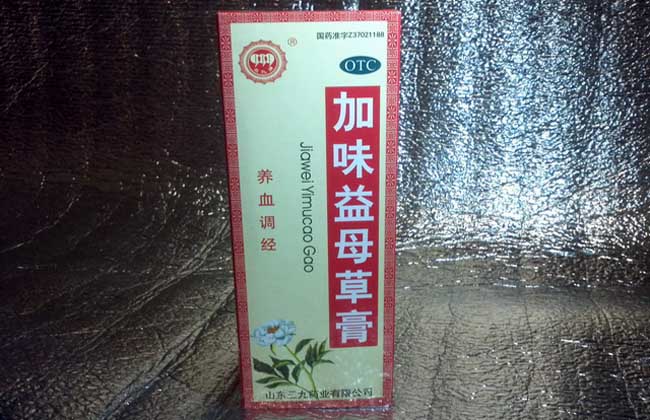 国药准字Z37021188
OTC
加味益母草膏
Jiawei Yimucao Gao
养血调经
山东三九药业有限公司